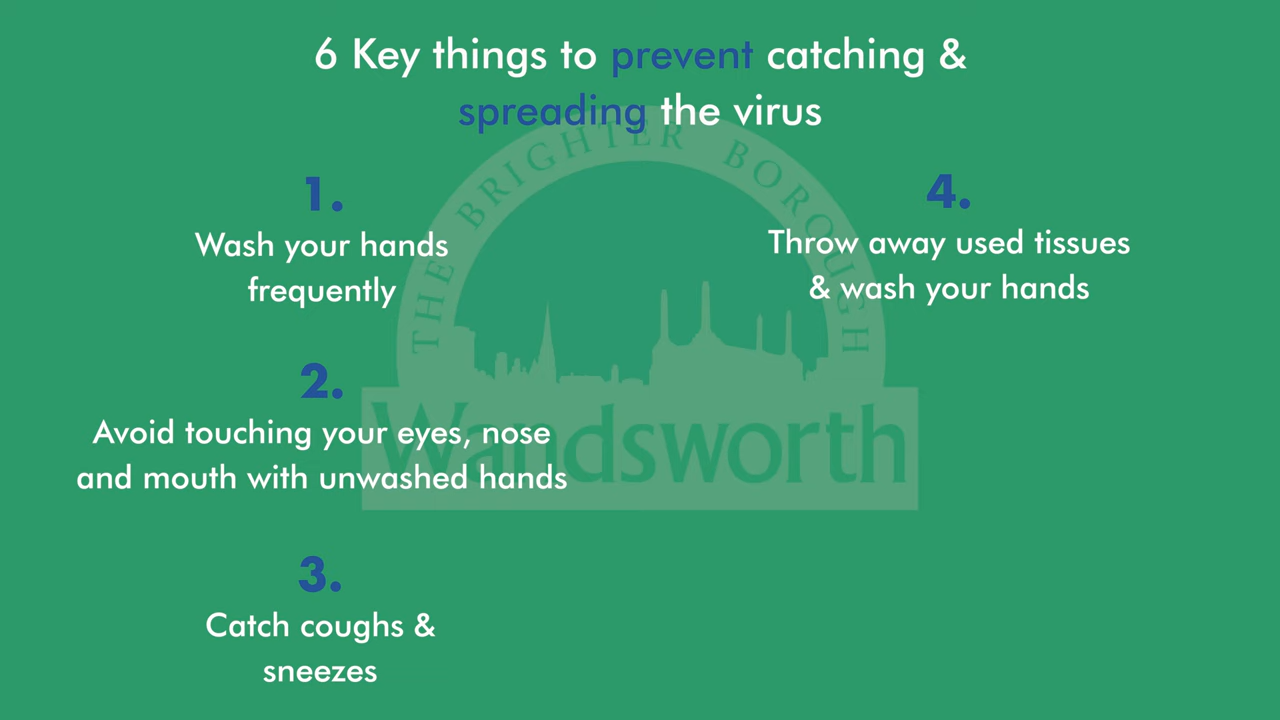 6 Key things to prevent catching &
spreading the virus
1.
Wash your hands
frequently
2.
Avoid touching your eyes, nose
and mouth with unwashed hands
3.
Catch coughs &
sneezes
4.
Throw away used tissues
& wash your hands
THE BRIGHTER BOROUGH
Wandsworth